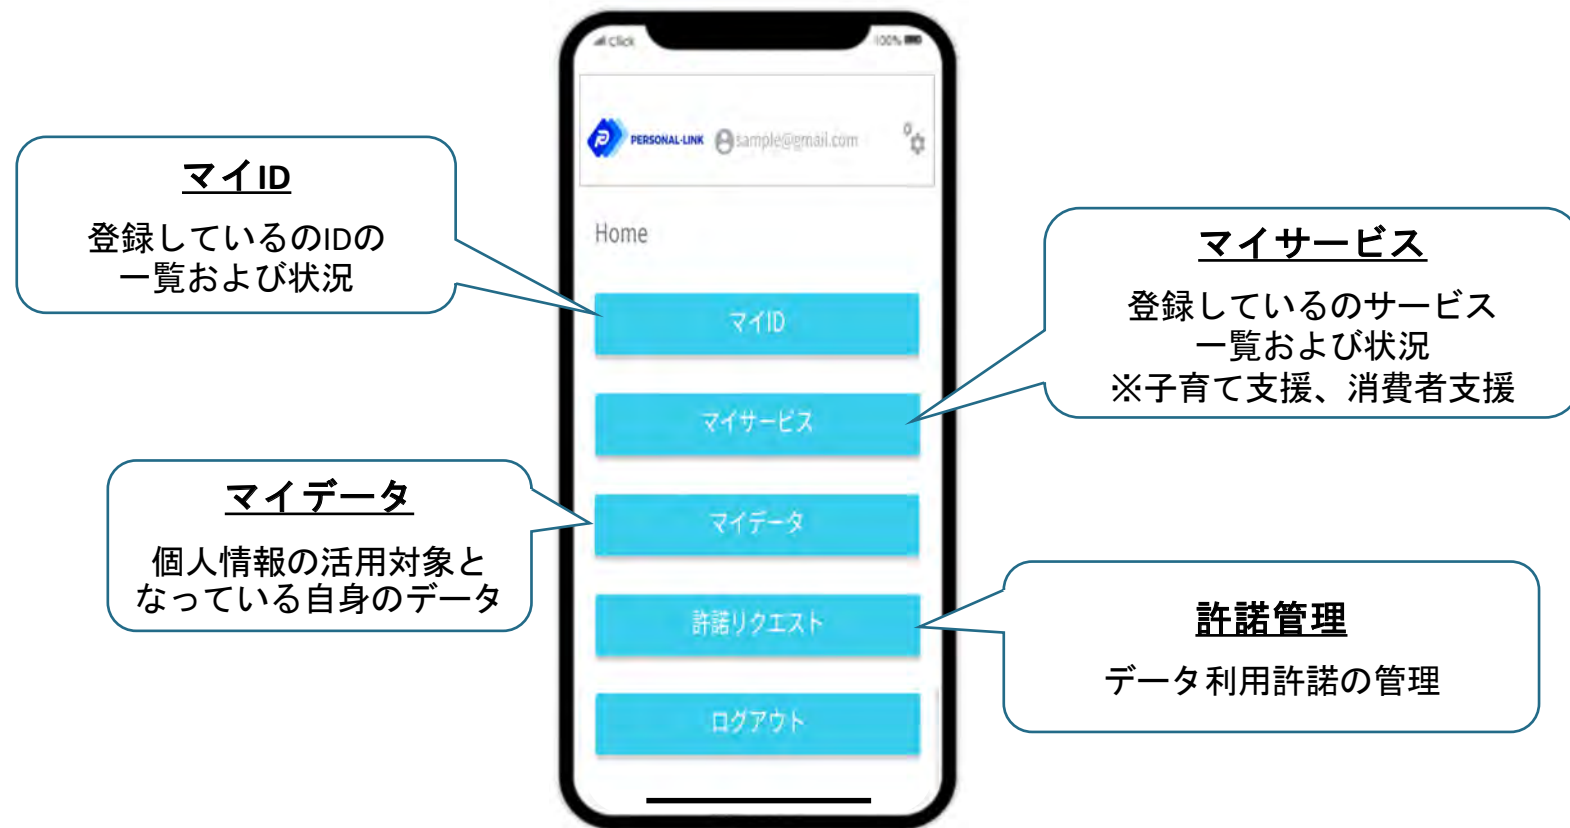 Click
100%
PERSONAL-LINK
sample@gmail.com
Home
マイID
マイサービス
マイデータ
許諾リクエスト
ログアウト
マイID
登録しているのIDの
一覧および状況
マイデータ
個人情報の活用対象と
なっている自身のデータ
マイサービス
登録しているのサービス
一覧および状況
※子育て支援、消費者支援
許諾管理
データ利用許諾の管理